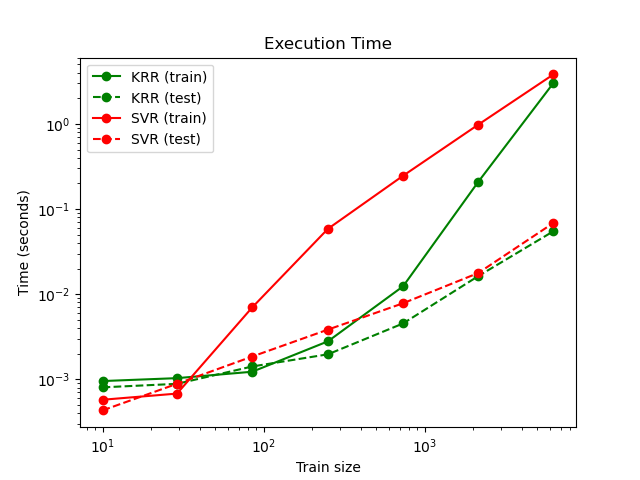 Execution Time
KRR (train)
KRR (test)
SVR (train)
SVR (test)
Time (seconds)
10⁰
10⁻¹
10⁻²
10⁻³
10¹
10²
10³
Train size